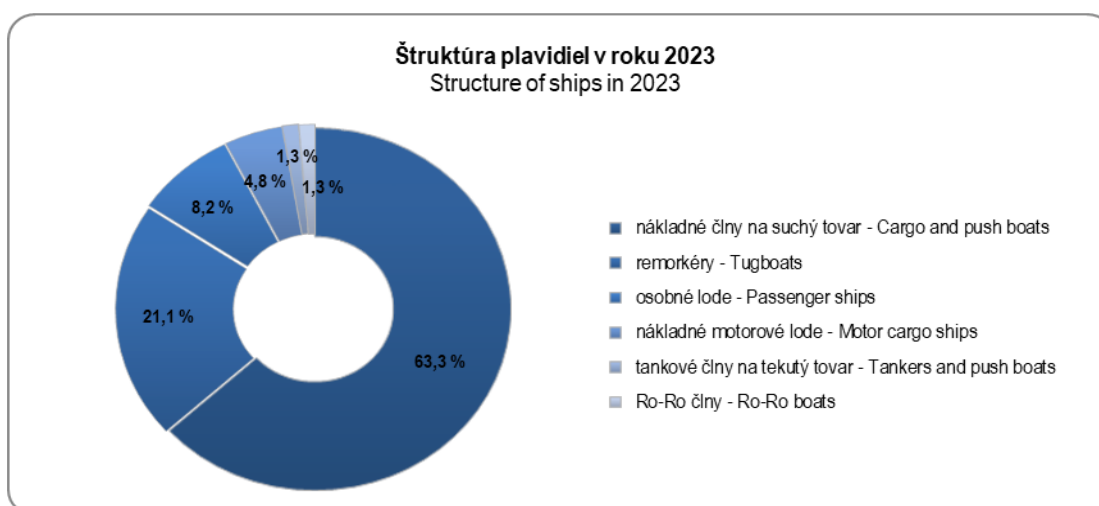 Štruktúra plavidiel v roku 2023
Structure of ships in 2023
1,3 %
4,8 %
1,3 %
8,2 %
21,1 %
63,3 %
nákladné člny na suchý tovar - Cargo and push boats
remorkéry - Tugboats
osobné lode - Passenger ships
nákladné motorové lode - Motor cargo ships
tankové člny na tekutý tovar - Tankers and push boats
Ro-Ro člny - Ro-Ro boats